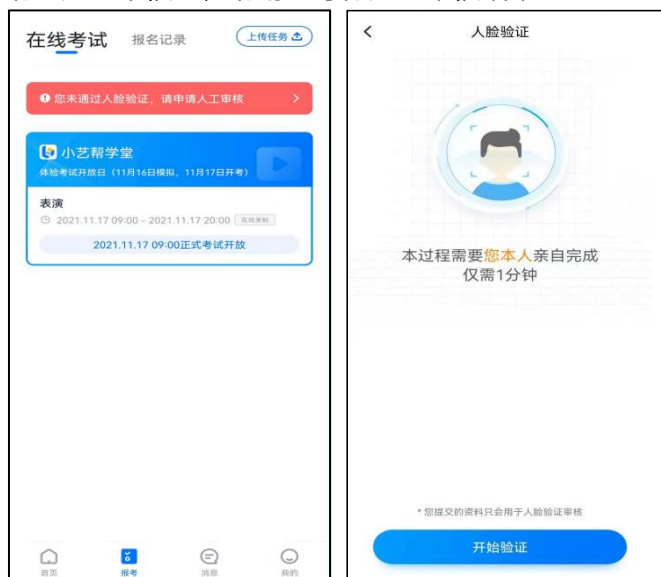 在线考试
报名记录
上传任务
您未通过人脸验证，请申请人工审核
小艺帮学堂
体验考试开放日（11月16日模拟，11月17日开考）
表演
2021.11.17 09:00 - 2021.11.17 20:00
在线录制
2021.11.17 09:00正式考试开放
首页
报考
消息
我的
人脸验证
本过程需要您本人亲自完成
仅需1分钟
* 您提交的资料只会用于人脸验证审核
开始验证